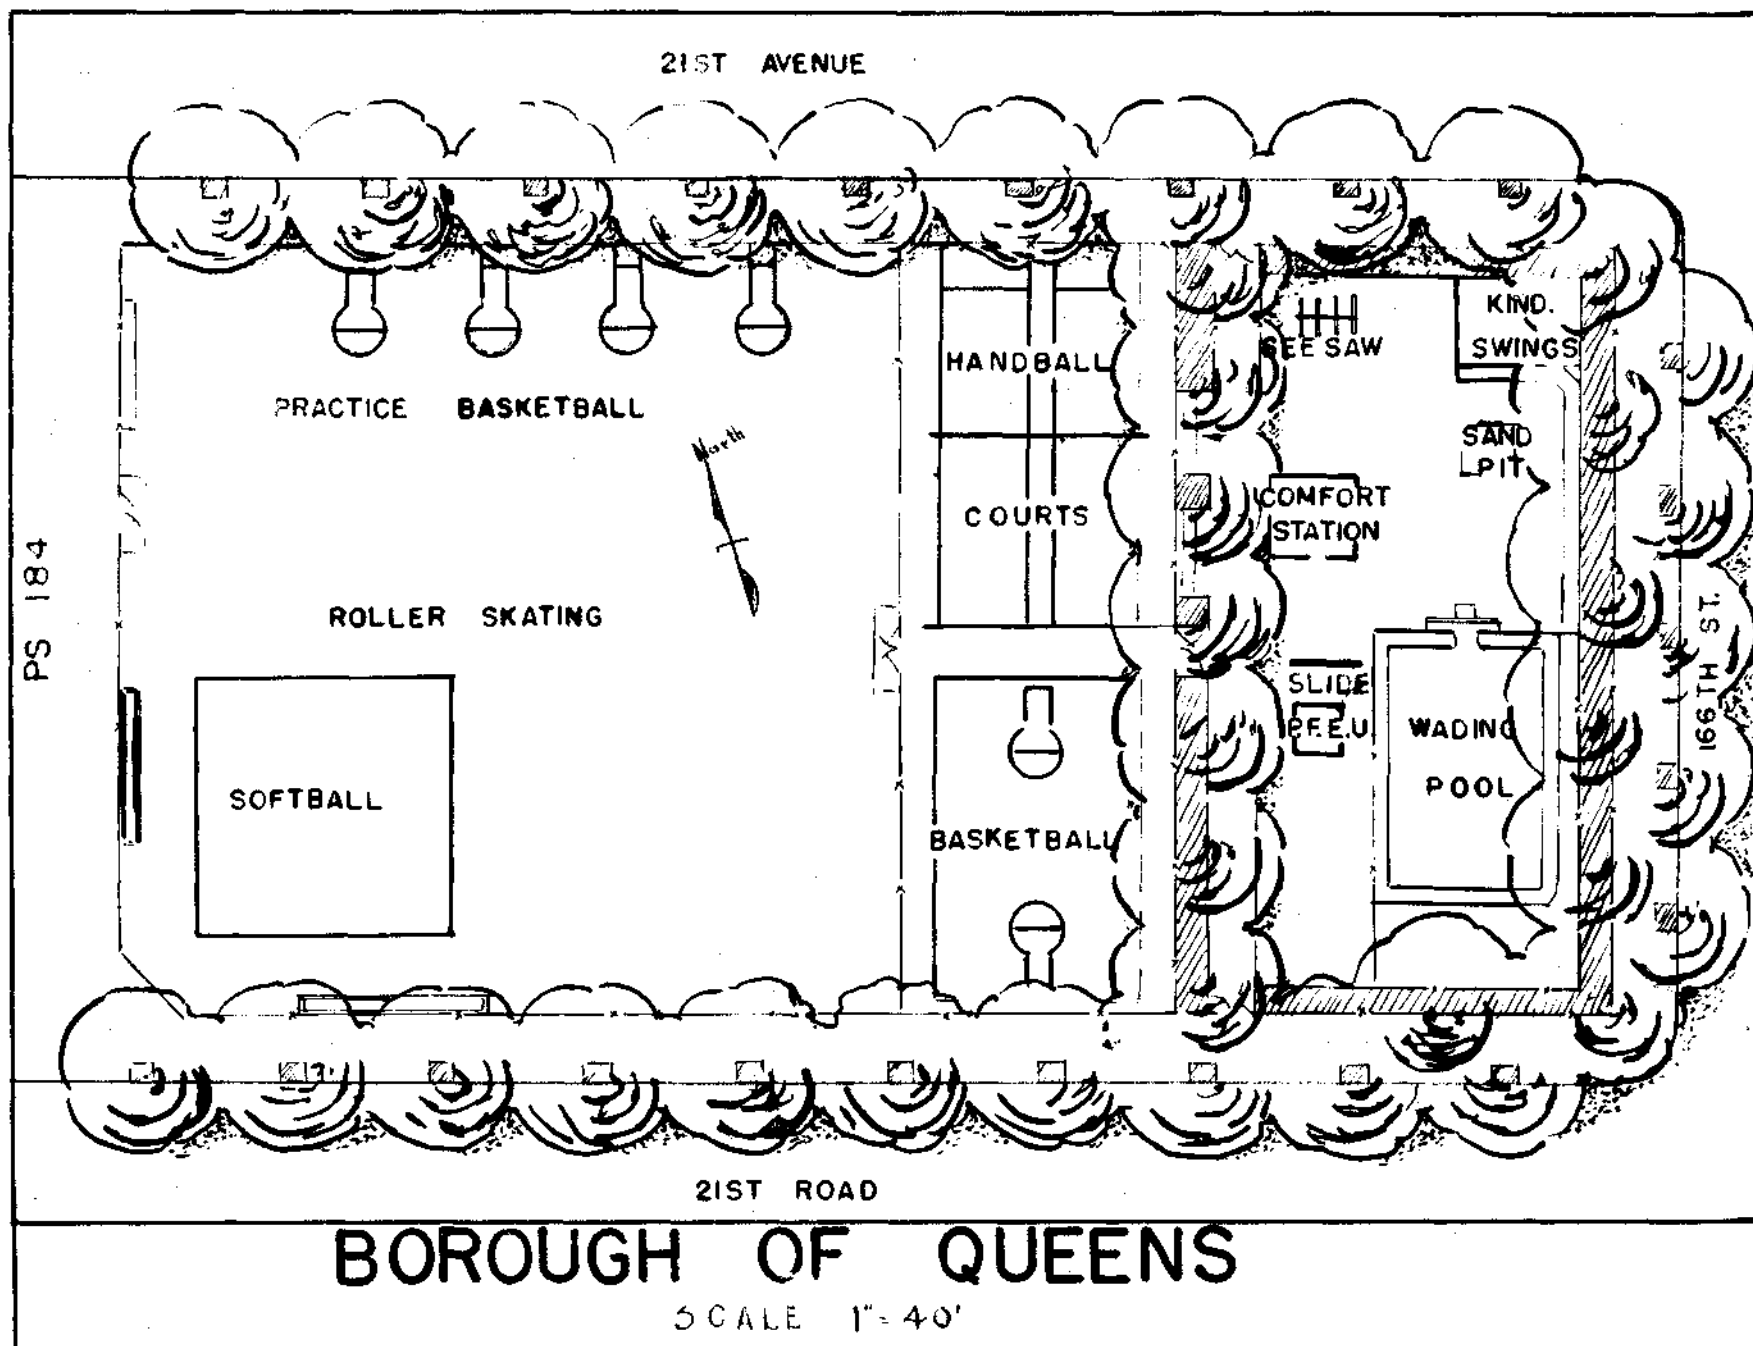 21ST AVENUE
KIND.
SWINGS
SEE SAW
HANDBALL
PRACTICE BASKETBALL
North
SAND
PIT
COMFORT
STATION
COURTS
PS 184
ROLLER SKATING
166TH ST.
SLIDE
P.F.E.U.
WADING
POOL
SOFTBALL
BASKETBALL
21ST ROAD
BOROUGH OF QUEENS
SCALE 1"=40'